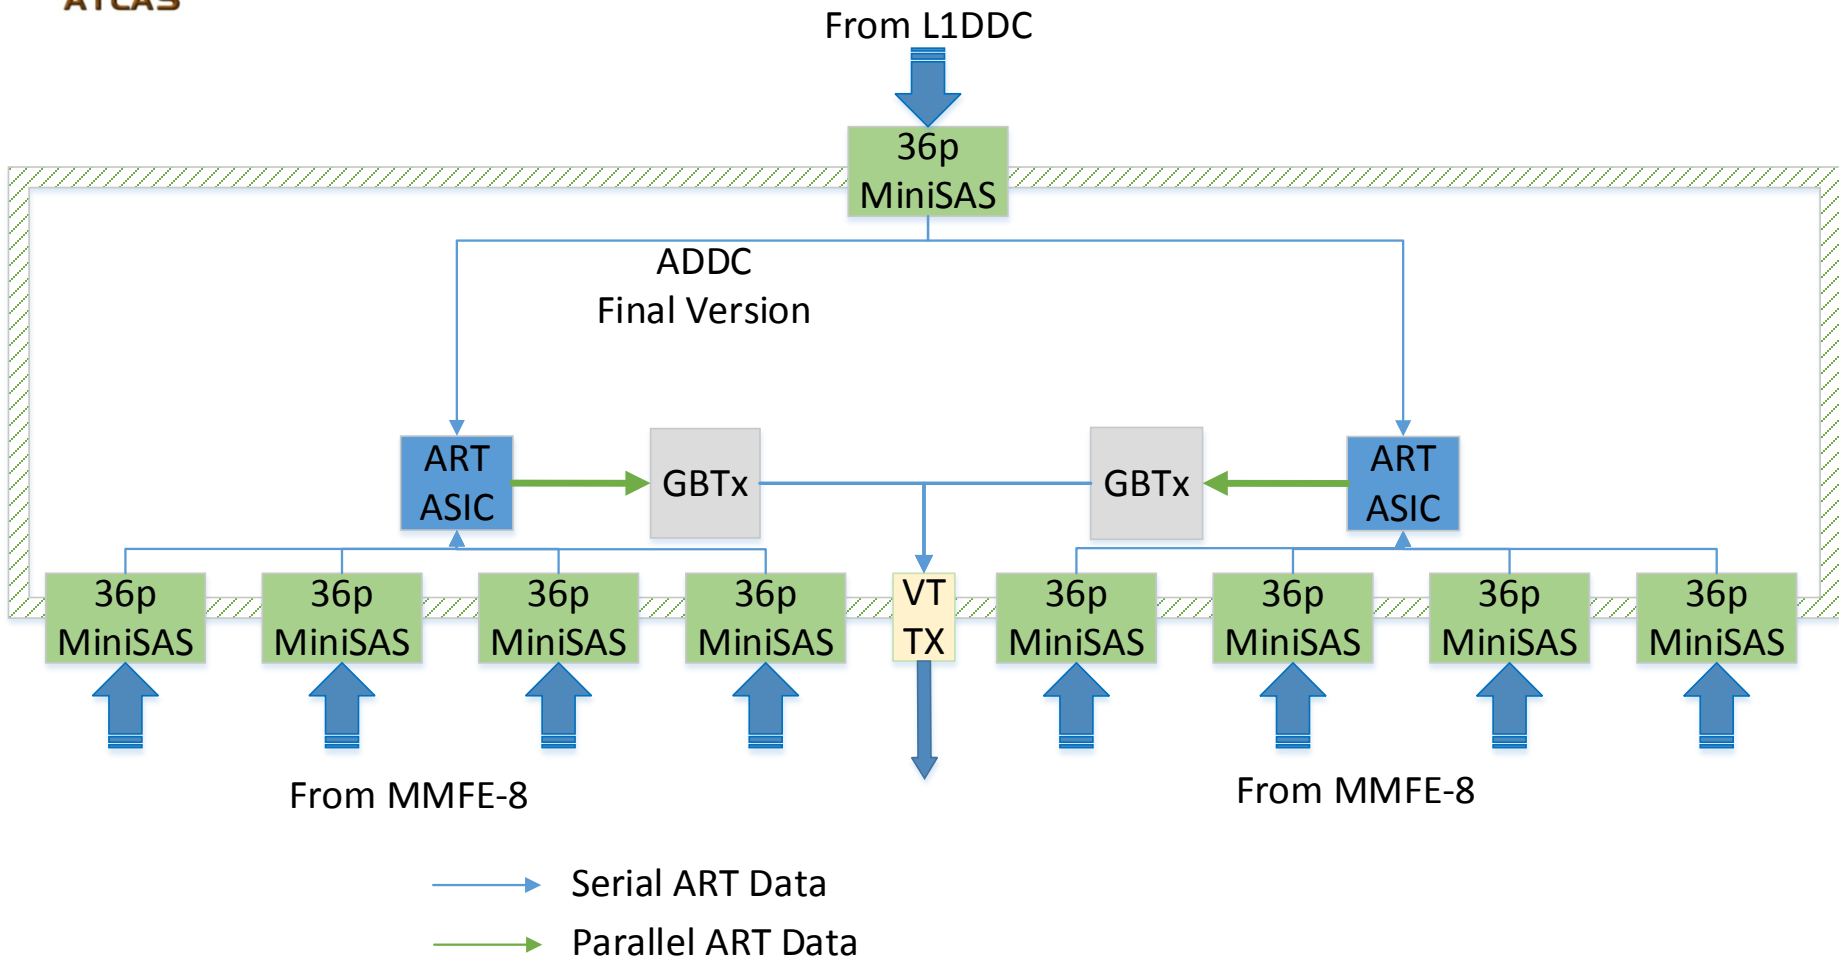 ATLAS
From L1DDC
36p
MiniSAS
ADDC
Final Version
ART
ASIC
GBTx
GBTx
ART
ASIC
36p
MiniSAS
36p
MiniSAS
36p
MiniSAS
36p
MiniSAS
VT
TX
36p
MiniSAS
36p
MiniSAS
36p
MiniSAS
36p
MiniSAS
From MMFE-8
From MMFE-8
Serial ART Data
Parallel ART Data